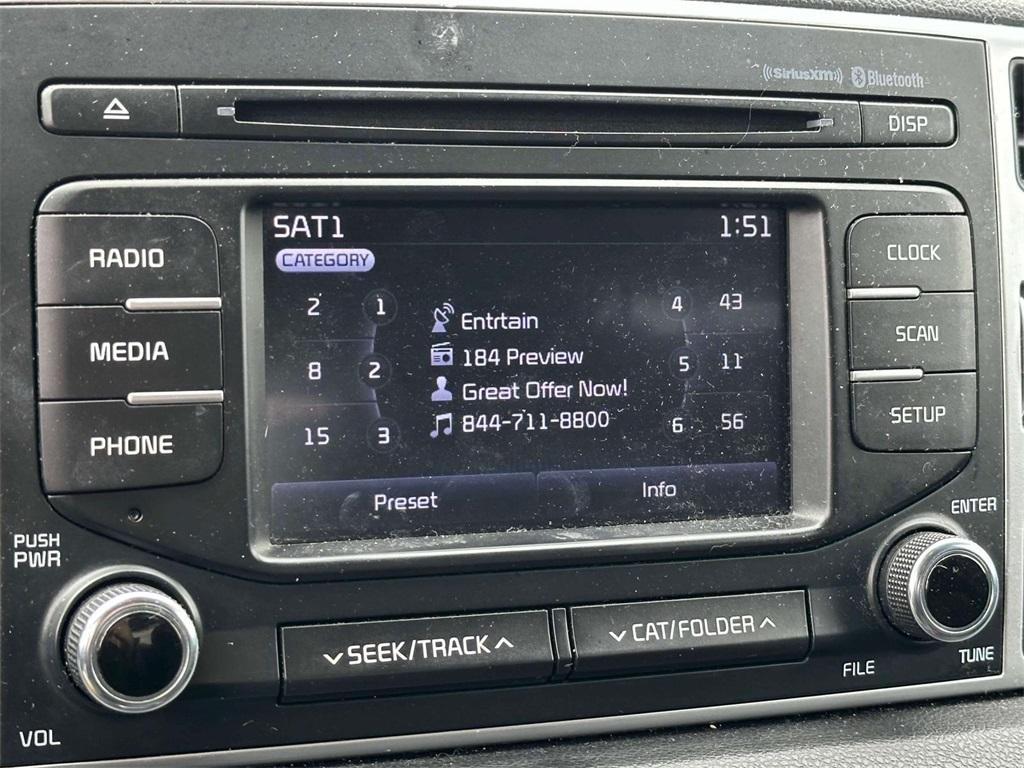 SiriusXM Bluetooth
DISP
SAT1 1:51
CATEGORY
RADIO
MEDIA
PHONE
2 1
8 2
15 3
Entrtain
184 Preview
Great Offer Now!
844-711-8800
4 43
5 11
6 56
Preset Info
CLOCK
SCAN
SETUP
PUSH
PWR
VOL
SEEK/TRACK
CAT/FOLDER
ENTER
FILE
TUNE